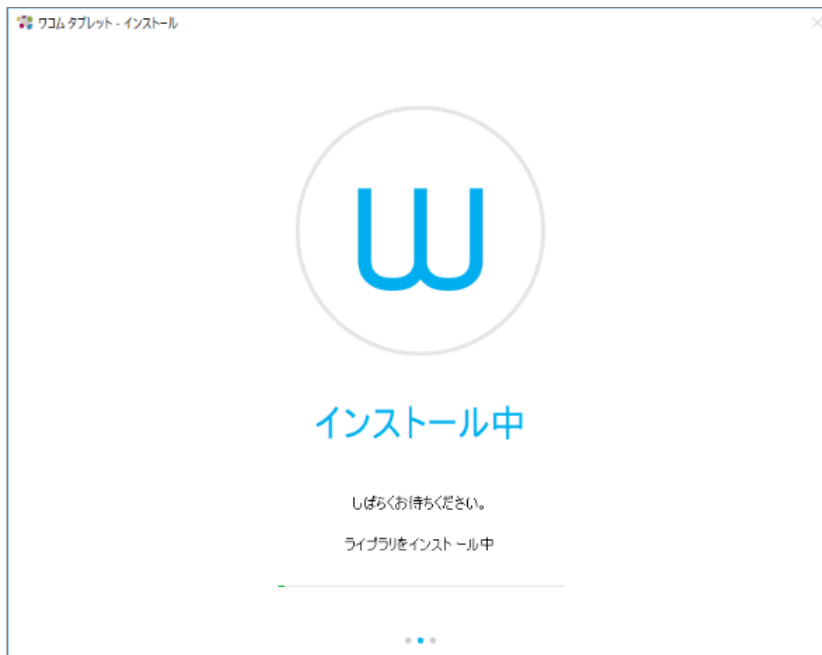 ワコム タブレット - インストール
インストール中
しばらくお待ちください。
ライブラリをインストール中